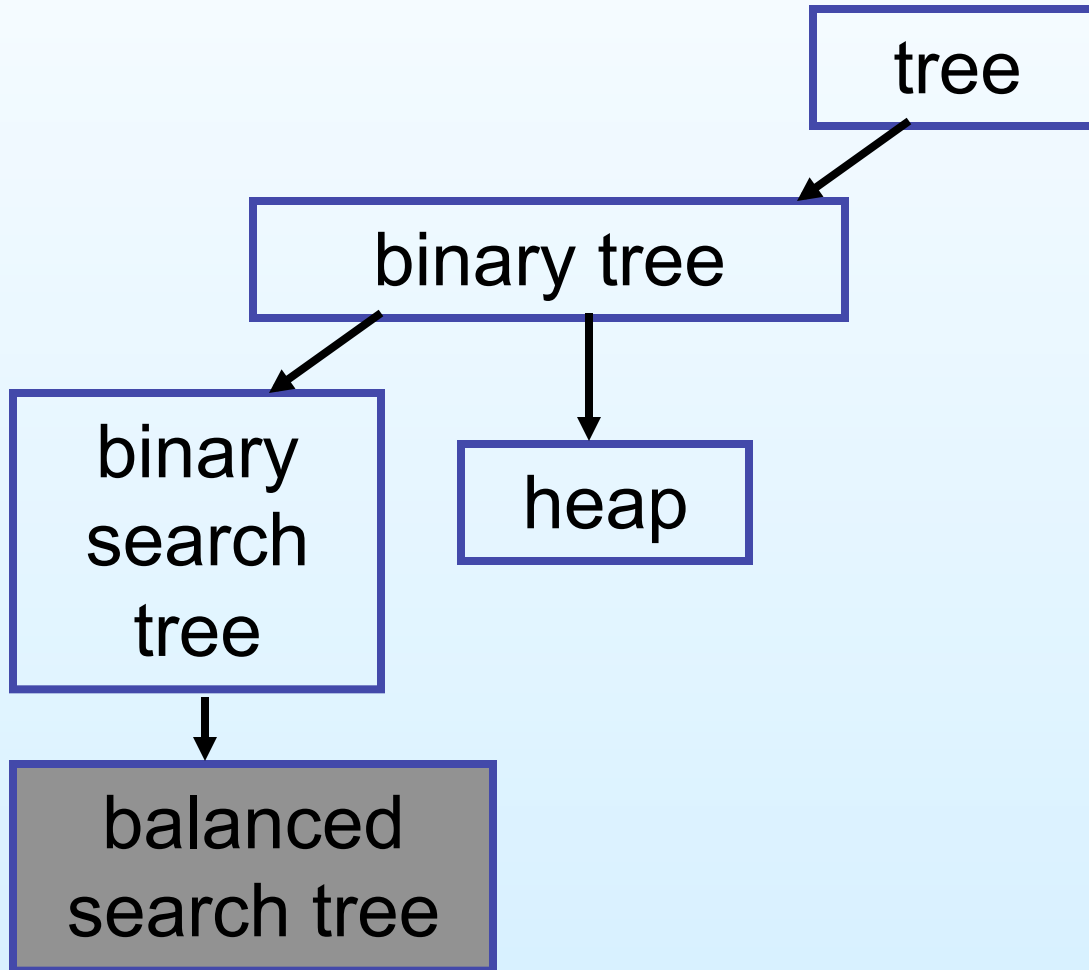 tree
binary tree
binary
search
tree
heap
balanced
search tree